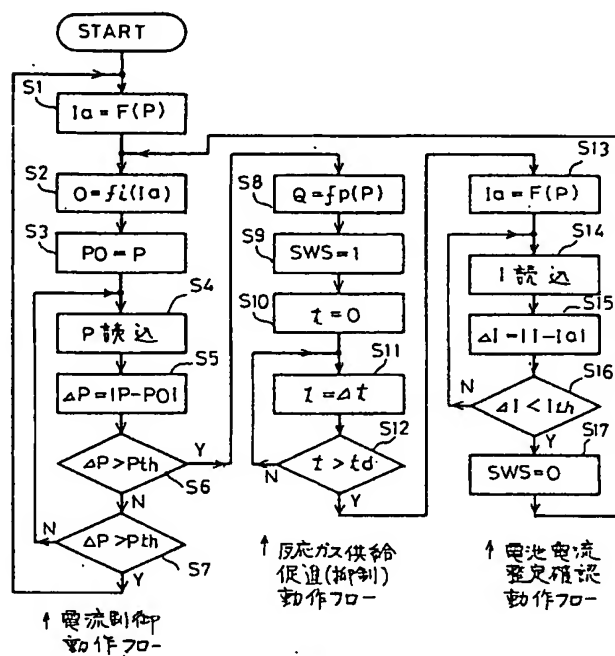 START
S1
Ia = F(P)
S2
O = fi(Ia)
S3
PO = P
S4
P 読込
S5
ΔP = |P-PO|
ΔP > Pth
Y
N
S6
ΔP > Pth
N
Y
S7
↑ 電流制御
動作フロー
S8
Q = fp(P)
S9
SWS = 1
S10
t = 0
S11
t = Δt
S12
t > td
N
Y
↑ 反応ガス供給
促進(抑制)
動作フロー
S13
Ia = F(P)
S14
I 読込
S15
ΔI = |I - Ia|
S16
ΔI < Ith
N
Y
S17
SWS = 0
↑ 電池電流
整定確認
動作フロー